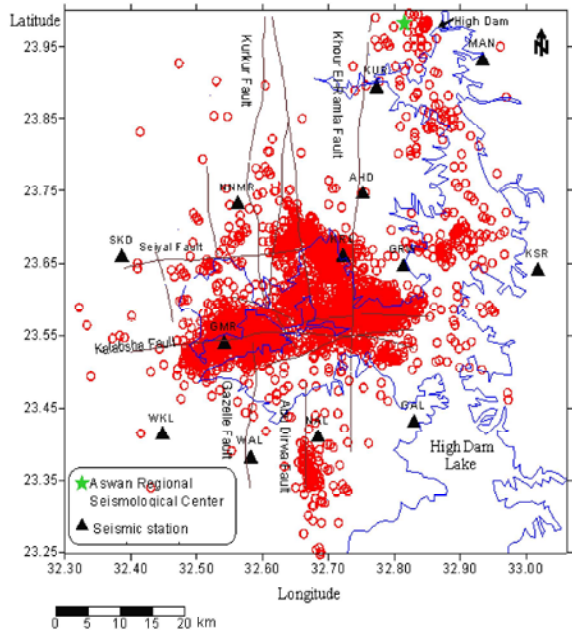 Latitude
High Dam
23.95
MAN
N
KUR
Kurkur Fault
Khour El-Ramla Fault
23.85
AHD
23.75
NNMR
SKD
Seiyal Fault
KRL
KSR
23.65
GMR
23.55
Kalabsha Fault
Gazelle Fault
Abu Dirwa Fault
23.45
WKL
WAL
NAL
GAL
High Dam
Lake
23.35
Aswan Regional
Seismological Center
Seismic station
23.25
32.30 32.40 32.50 32.60 32.70 32.80 32.90 33.00
Longitude
0 5 10 15 20 km